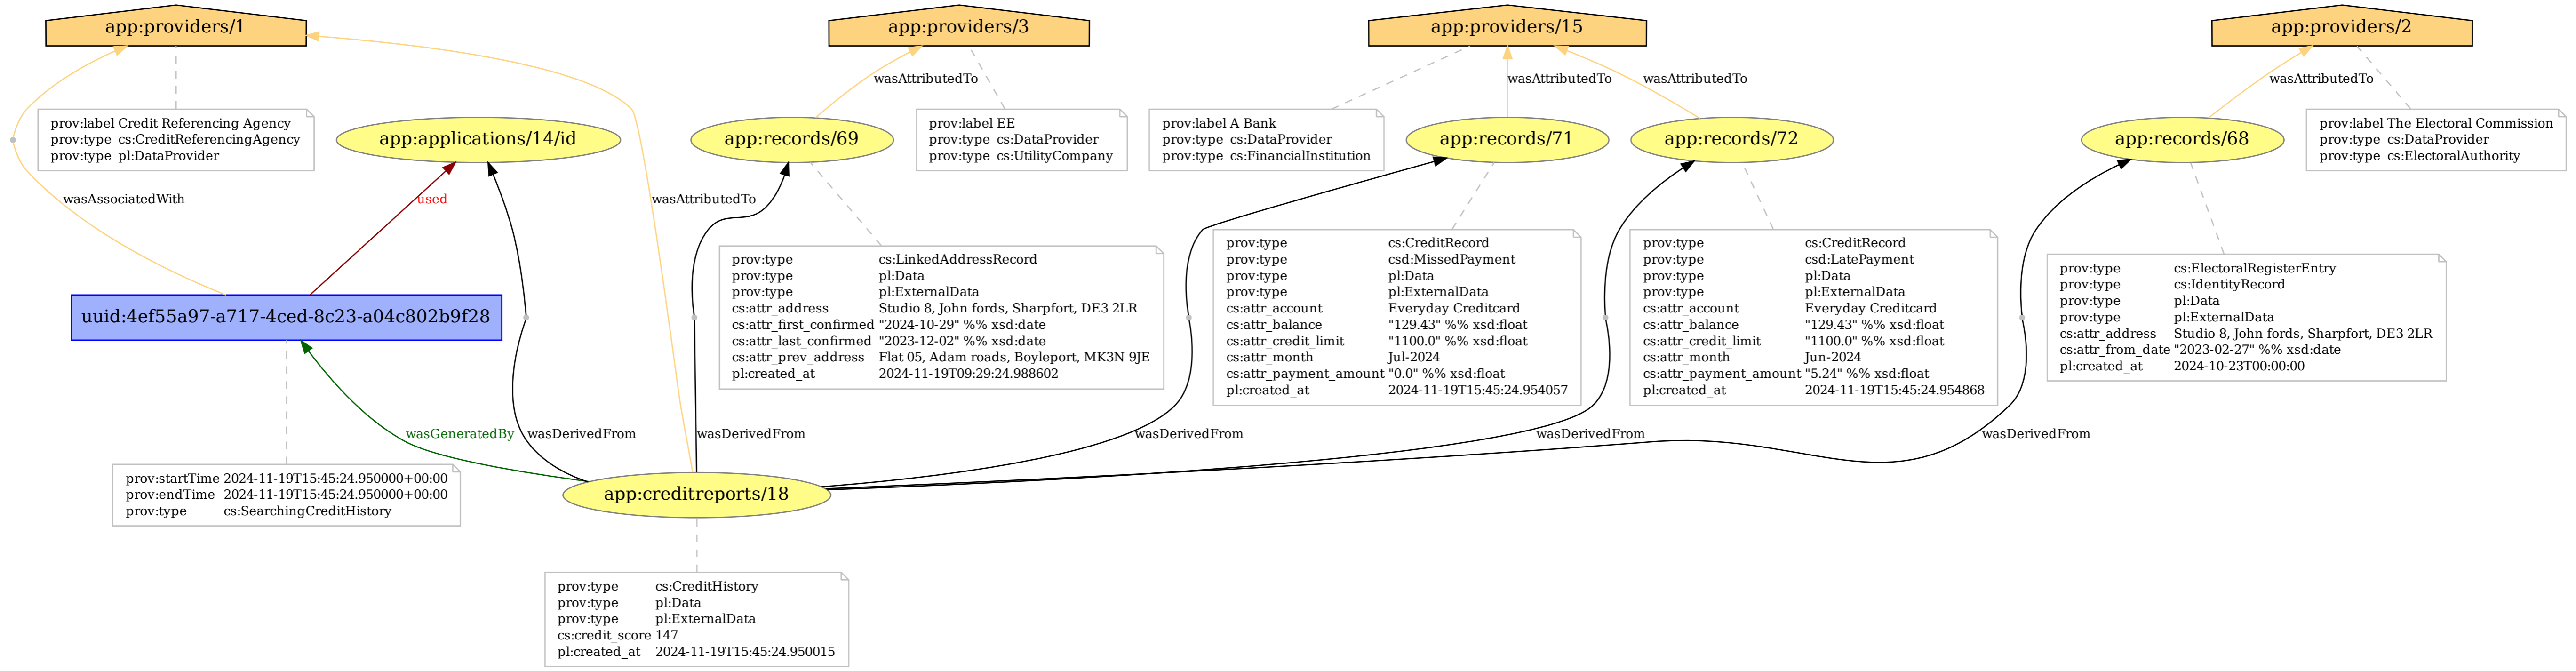 app:providers/1
app:providers/3
app:providers/15
app:providers/2
wasAttributedTo
wasAttributedTo
wasAttributedTo
wasAttributedTo
prov:label Credit Referencing Agency
prov:type cs:CreditReferencingAgency
prov:type pl:DataProvider
app:applications/14/id
app:records/69
prov:label EE
prov:type cs:DataProvider
prov:type cs:UtilityCompany
prov:label A Bank
prov:type cs:DataProvider
prov:type cs:FinancialInstitution
app:records/71
app:records/72
app:records/68
prov:label The Electoral Commission
prov:type cs:DataProvider
prov:type cs:ElectoralAuthority
wasAssociatedWith
used
wasAttributedTo
uuid:4ef55a97-a717-4ced-8c23-a04c802b9f28
prov:type cs:LinkedAddressRecord
prov:type pl:Data
prov:type pl:ExternalData
cs:attr_address Studio 8, John fords, Sharpfort, DE3 2LR
cs:attr_first_confirmed "2024-10-29" %% xsd:date
cs:attr_last_confirmed "2023-12-02" %% xsd:date
cs:attr_prev_address Flat 05, Adam roads, Boyleport, MK3N 9JE
pl:created_at 2024-11-19T09:29:24.988602
prov:type cs:CreditRecord
prov:type csd:MissedPayment
prov:type pl:Data
prov:type pl:ExternalData
cs:attr_account Everyday Creditcard
cs:attr_balance "129.43" %% xsd:float
cs:attr_credit_limit "1100.0" %% xsd:float
cs:attr_month Jul-2024
cs:attr_payment_amount "0.0" %% xsd:float
pl:created_at 2024-11-19T15:45:24.954057
prov:type cs:CreditRecord
prov:type csd:LatePayment
prov:type pl:Data
prov:type pl:ExternalData
cs:attr_account Everyday Creditcard
cs:attr_balance "129.43" %% xsd:float
cs:attr_credit_limit "1100.0" %% xsd:float
cs:attr_month Jun-2024
cs:attr_payment_amount "5.24" %% xsd:float
pl:created_at 2024-11-19T15:45:24.954868
prov:type cs:ElectoralRegisterEntry
prov:type cs:IdentityRecord
prov:type pl:Data
prov:type pl:ExternalData
cs:attr_address Studio 8, John fords, Sharpfort, DE3 2LR
cs:attr_from_date "2023-02-27" %% xsd:date
pl:created_at 2024-10-23T00:00:00
wasGeneratedBy
wasDerivedFrom
wasDerivedFrom
wasDerivedFrom
wasDerivedFrom
wasDerivedFrom
prov:startTime 2024-11-19T15:45:24.950000+00:00
prov:endTime 2024-11-19T15:45:24.950000+00:00
prov:type cs:SearchingCreditHistory
app:creditreports/18
prov:type cs:CreditHistory
prov:type pl:Data
prov:type pl:ExternalData
cs:credit_score 147
pl:created_at 2024-11-19T15:45:24.950015